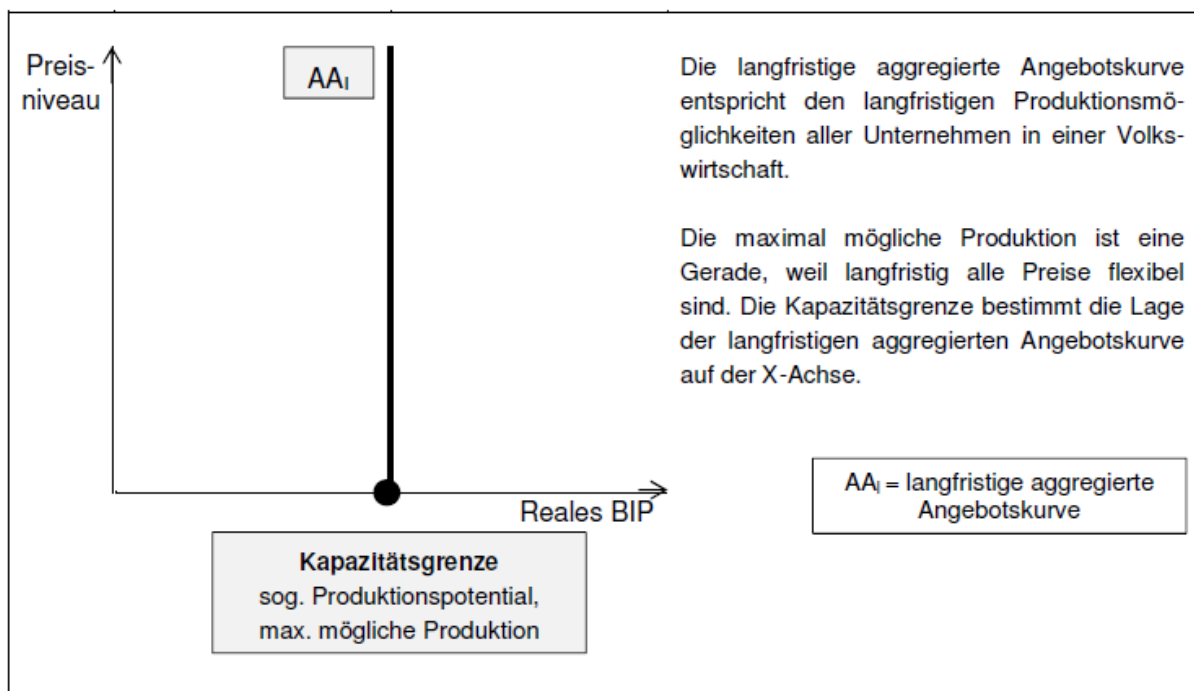 Preis-
niveau
AAl
Die langfristige aggregierte Angebotskurve
entspricht den langfristigen Produktionsmö-
glichkeiten aller Unternehmen in einer Volks-
wirtschaft.
Die maximal mögliche Produktion ist eine
Gerade, weil langfristig alle Preise flexibel
sind. Die Kapazitätsgrenze bestimmt die Lage
der langfristigen aggregierten Angebotskurve
auf der X-Achse.
Reales BIP
AAl = langfristige aggregierte
Angebotskurve
Kapazitätsgrenze
sog. Produktionspotential,
max. mögliche Produktion